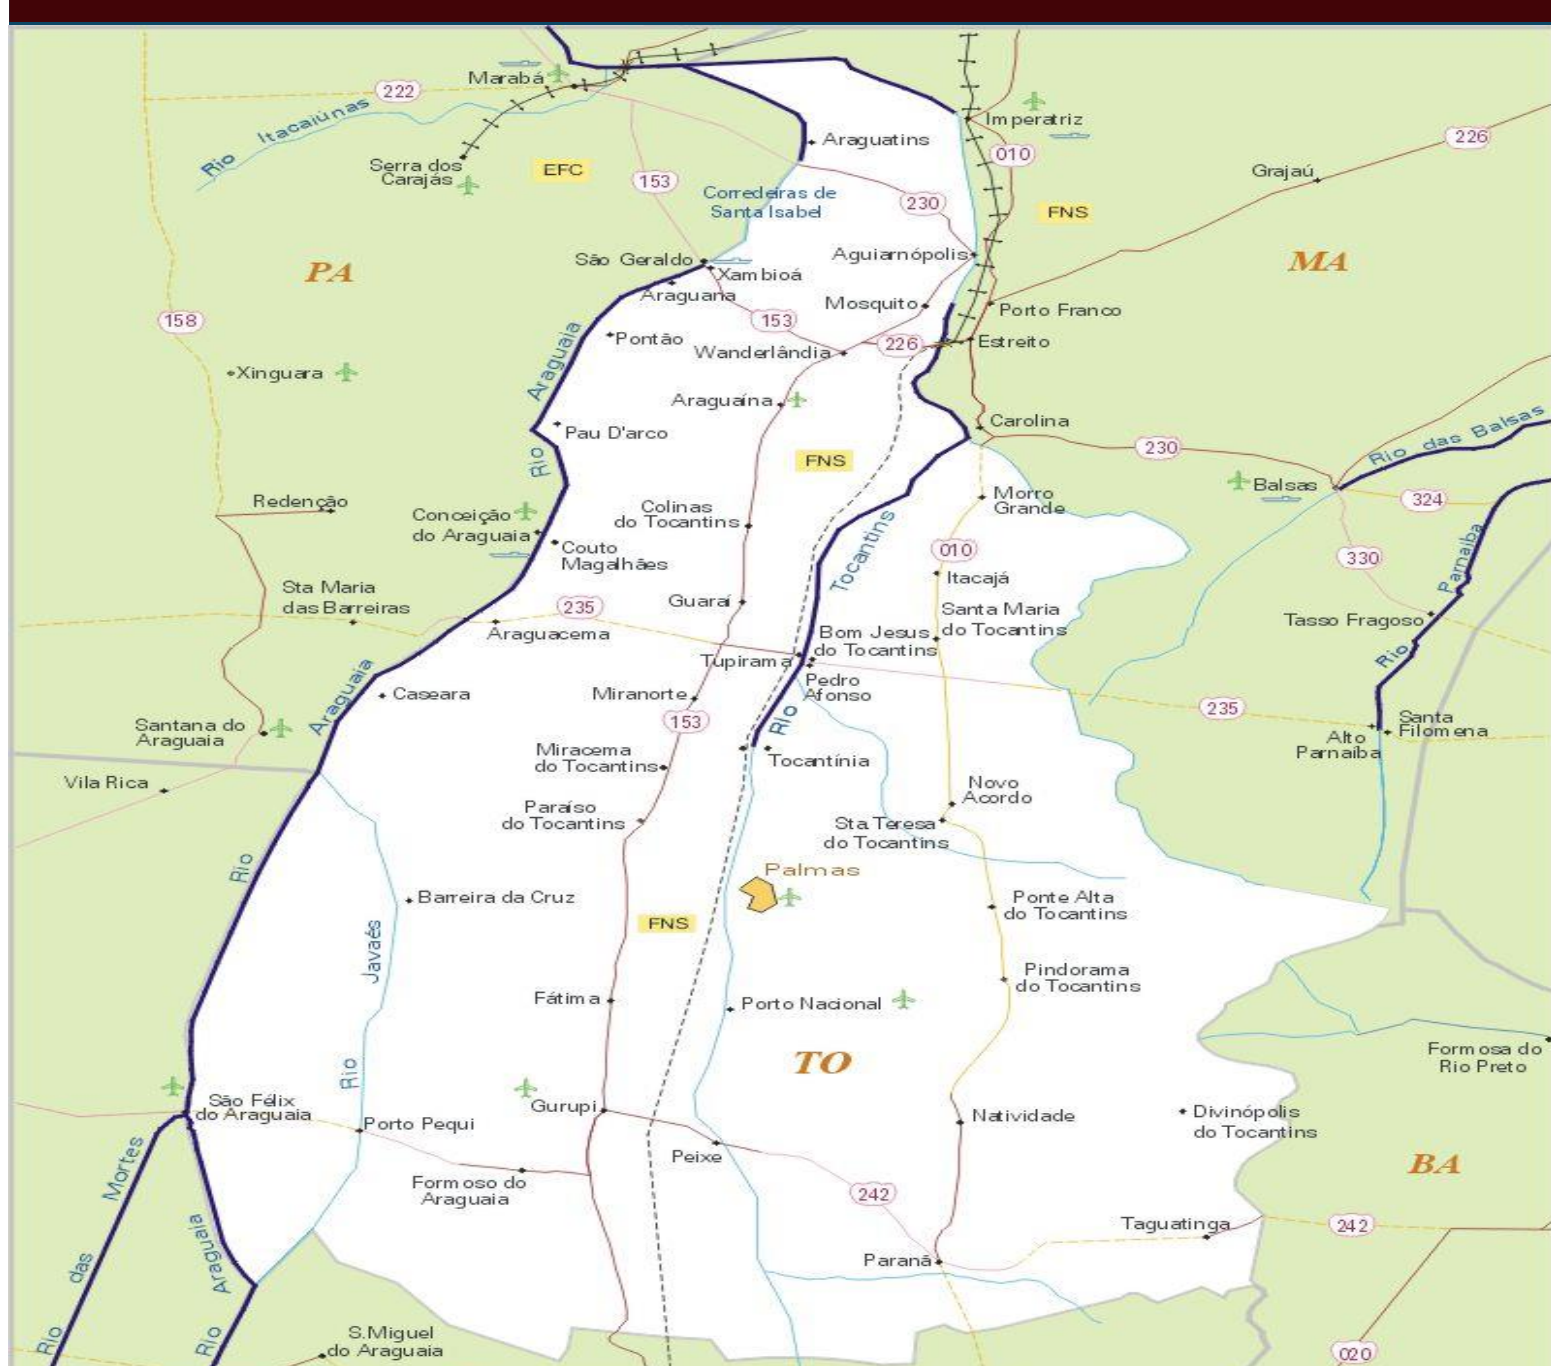 Marabá
222
Rio Itacaiúnas
Imperatriz
Araguatins
010
226
Serra dos
Carajás
EFC
153
Grajaú
Corredeiras de
Santa Isabel
230
FNS
PA
São Geraldo
Xambioá
Araguana
Aguiarnópolis
MA
158
153
Mosquito
Porto Franco
Pontão
Wanderlândia
226
Estreito
Xinguara
Rio Araguaia
Araguaína
Pau D'arco
Carolina
230
Rio das Balsas
FNS
Balsas
324
Redenção
Conceição
do Araguaia
Colinas
do Tocantins
Morro
Grande
Couto
Magalhães
Tocantins
010
330
Parnaíba
Itacajá
Sta Maria
das Barreiras
235
Guaraí
Santa Maria
do Tocantins
Tasso Fragoso
Araguacema
Bom Jesus
do Tocantins
Rio
Tupirama
Pedro
Afonso
Araguaia
Caseara
Miranorte
235
Santa
Filomena
Alto
Parnaíba
Santana do
Araguaia
153
Rio
Miracema
do Tocantins
Tocantínia
Vila Rica
Novo
Acordo
Paraíso
do Tocantins
Sta.Teresa
do Tocantins
Rio
Palmas
Barreira da Cruz
Ponte Alta
do Tocantins
FNS
Javaés
Pindorama
do Tocantins
Fátima
Porto Nacional
TO
Formosa do
Rio Preto
Rio
São Félix
do Araguaia
Gurupi
Porto Pequi
Natividade
Divinópolis
do Tocantins
Peixe
Mortes
BA
Formoso do
Araguaia
242
Taguatinga
242
Araguaia
das
Paranã
Rio
Rio
S.Miguel
do Araguaia
020